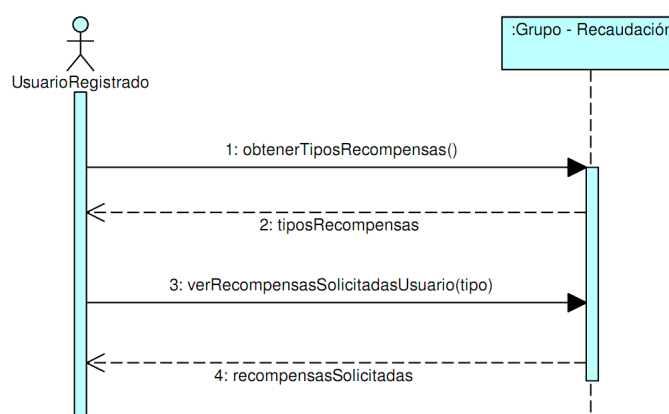 :Grupo - Recaudación
UsuarioRegistrado
1: obtenerTiposRecompensas()
2: tiposRecompensas
3: verRecompensasSolicitadasUsuario(tipo)
4: recompensasSolicitadas